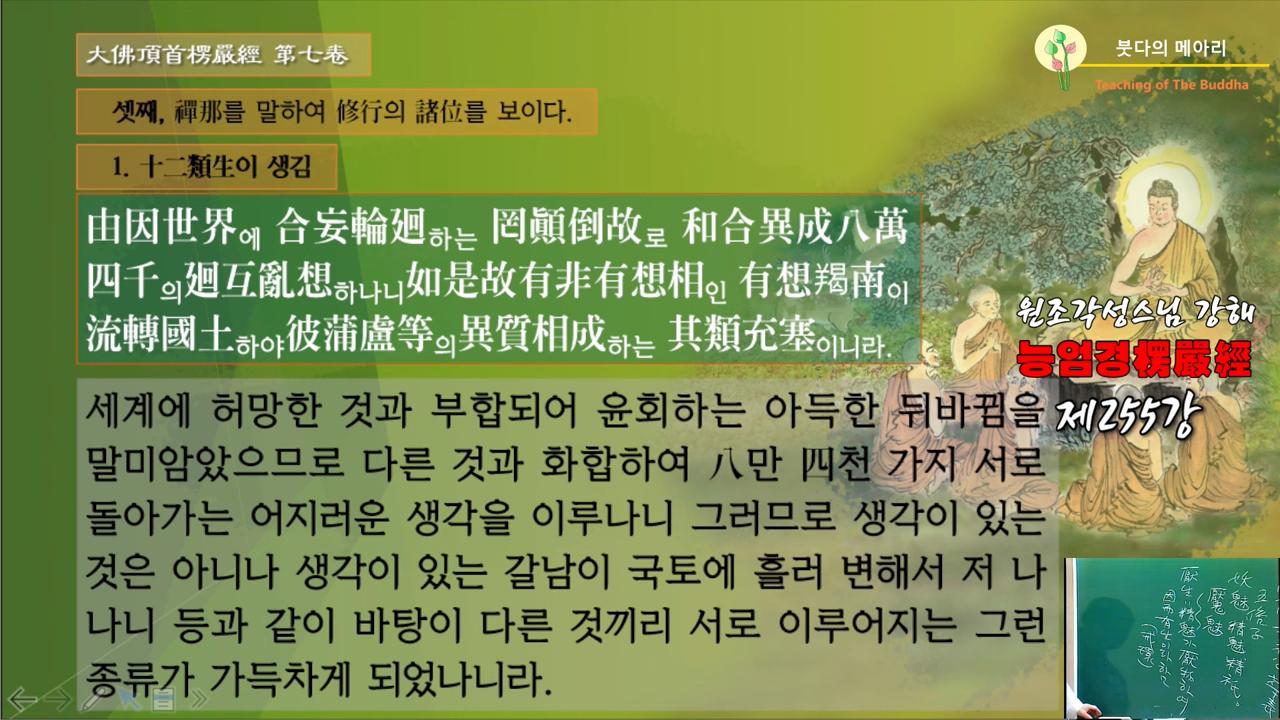 大佛頂首楞嚴經 第七卷
붓다의 메아리
Teaching of The Buddha
셋째, 禪那를 말하여 修行의 諸位를 보이다.
1. 十二類生이 생김
由因世界에 合妄輪廻하는 罔顚倒故로 和合異成八萬
四千의廻互亂想하나니如是故有非有想相인 有想羯南이
流轉國土하야彼蒲盧等의異質相成하는 其類充塞이니라.
원조각성스님 강해
능엄경楞嚴經
제255강
세계에 허망한 것과 부합되어 윤회하는 아득한 뒤바뀜을
말미암았으므로 다른 것과 화합하여 八만 四천 가지 서로
돌아가는 어지러운 생각을 이루나니 그러므로 생각이 있는
것은 아니나 생각이 있는 갈남이 국토에 흘러 변해서 저 나
나니 등과 같이 바탕이 다른 것끼리 서로 이루어지는 그런
종류가 가득차게 되었나니라.
妖魅 精魅
魘魅